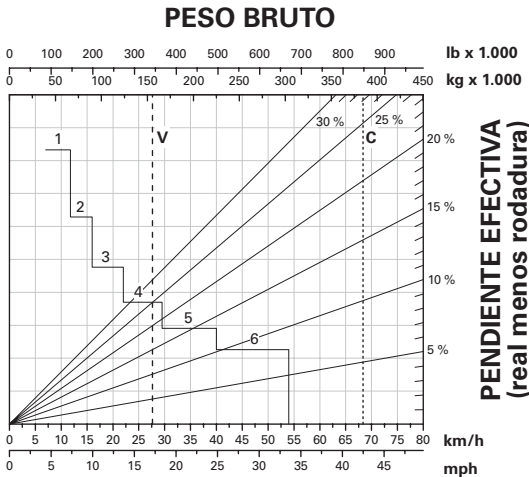 PESO BRUTO
0 100 200 300 400 500 600 700 800 900 lb x 1.000
0 50 100 150 200 250 300 350 400 450 kg x 1.000
1 V 30 % 25 % C
20 %
2
15 %
3
4
10 %
5
6
5 %
PENDIENTE EFECTIVA
(real menos rodadura)
0 5 10 15 20 25 30 35 40 45 50 55 60 65 70 75 80 km/h
0 5 10 15 20 25 30 35 40 45 mph